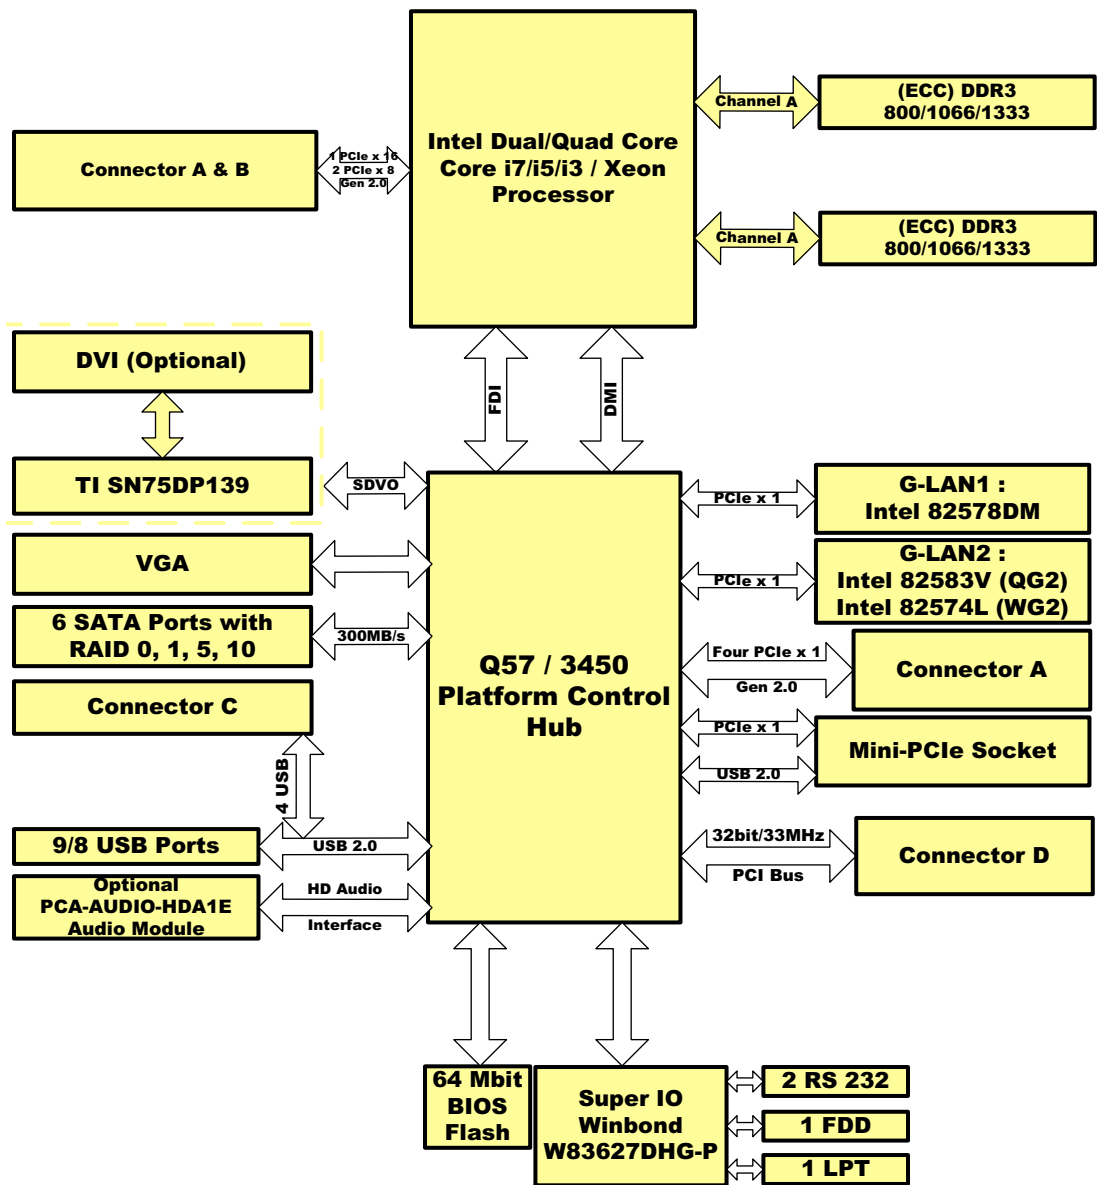 Intel Dual/Quad Core
Core i7/i5/i3 / Xeon
Processor
Channel A
(ECC) DDR3
800/1066/1333
Channel A
(ECC) DDR3
800/1066/1333
Connector A & B
1 PCIe x 16
2 PCIe x 8
Gen 2.0
FDI
DMI
DVI (Optional)
TI SN75DP139
SDVO
VGA
6 SATA Ports with
RAID 0, 1, 5, 10
300MB/s
Connector C
4 USB
9/8 USB Ports
USB 2.0
Optional
PCA-AUDIO-HDA1E
Audio Module
HD Audio
Interface
Q57 / 3450
Platform Control
Hub
PCIe x 1
G-LAN1 :
Intel 82578DM
PCIe x 1
G-LAN2 :
Intel 82583V (QG2)
Intel 82574L (WG2)
Four PCIe x 1
Gen 2.0
Connector A
PCIe x 1
USB 2.0
Mini-PCIe Socket
32bit/33MHz
PCI Bus
Connector D
64 Mbit
BIOS
Flash
Super IO
Winbond
W83627DHG-P
2 RS 232
1 FDD
1 LPT